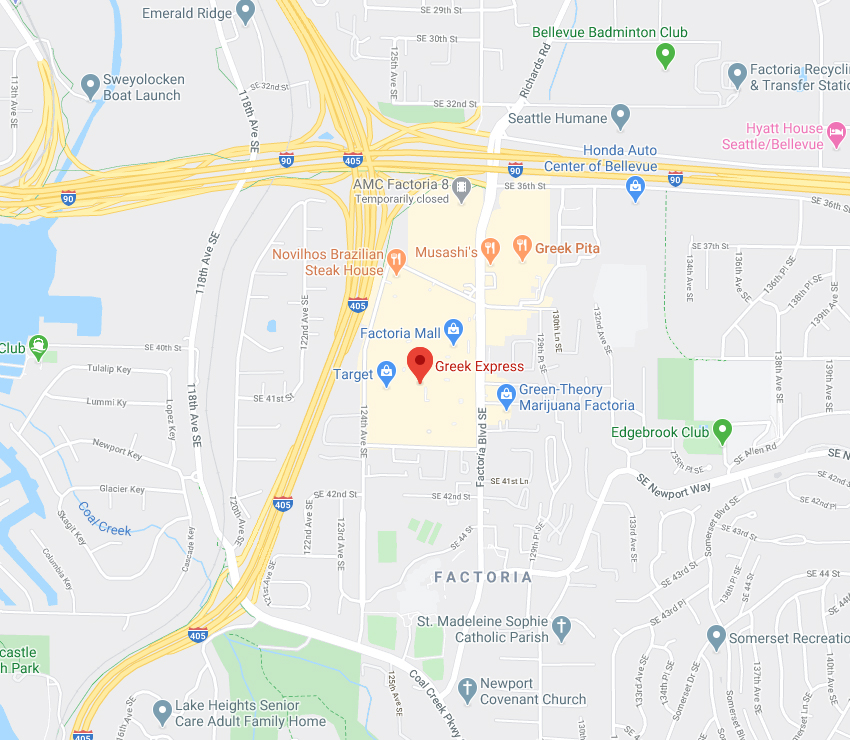 SE 29th St
Emerald Ridge
SE 30th St
Bellevue Badminton Club
125th Ave SE
Richards Rd
Sweyolocken
Boat Launch
113th Ave SE
SE 32nd St
118th Ave SE
SE 32nd St
Factoria Recyclin
& Transfer Static
Seattle Humane
Hyatt House
Seattle/Bellevue
Honda Auto
Center of Bellevue
90
405
90
90
90
AMC Factoria 8
Temporarily closed
SE 36th St
SE 36th St
118th Ave SE
Novilhos Brazilian
Steak House
Musashi's
Greek Pita
SE 37th St
134th Ave SE
136th Ave SE
136th Pl SE
138th Pl SE
139th Ave SE
122nd Ave SE
405
130th Ln SE
132nd Ave SE
129th Pl SE
Factoria Mall
Club
SE 40th St
Tulalip Key
Target
Greek Express
138th Ave SE
139th Ave SE
118th Ave SE
Lummi Ky
Lopez Key
SE 41st St
124th Ave SE
Factoria Blvd SE
Green-Theory
Marijuana Factoria
Edgebrook Club
Newport Key
SE Allen Rd
SE N
135th Pl SE
SE 41st Ln
SE Newport Way
Glacier Key
SE 42nd St
SE 42nd St
SE 42nd Pl
Skagit Key
Coal Creek
120th Ave SE
405
122nd Ave SE
123rd Ave SE
SE 44 St
129th Pl SE
133rd Ave SE
Somerset Blvd SE
Cascade Key
Columbia Key
121st Ave SE
FACTORIA
SE 43rd St
136th Pl SE
SE 44 St
SE 44th
SE 43rd Pl
405
St. Madeleine Sophie
Catholic Parish
Somerset Recreatio
castle
h Park
Coal Creek Pkwy
125th Ave SE
Newport
Covenant Church
134th Pl SE
Somerset Dr SE
137th Ave SE
140th Ave SE
130th
Lake Heights Senior
Care Adult Family Home
405